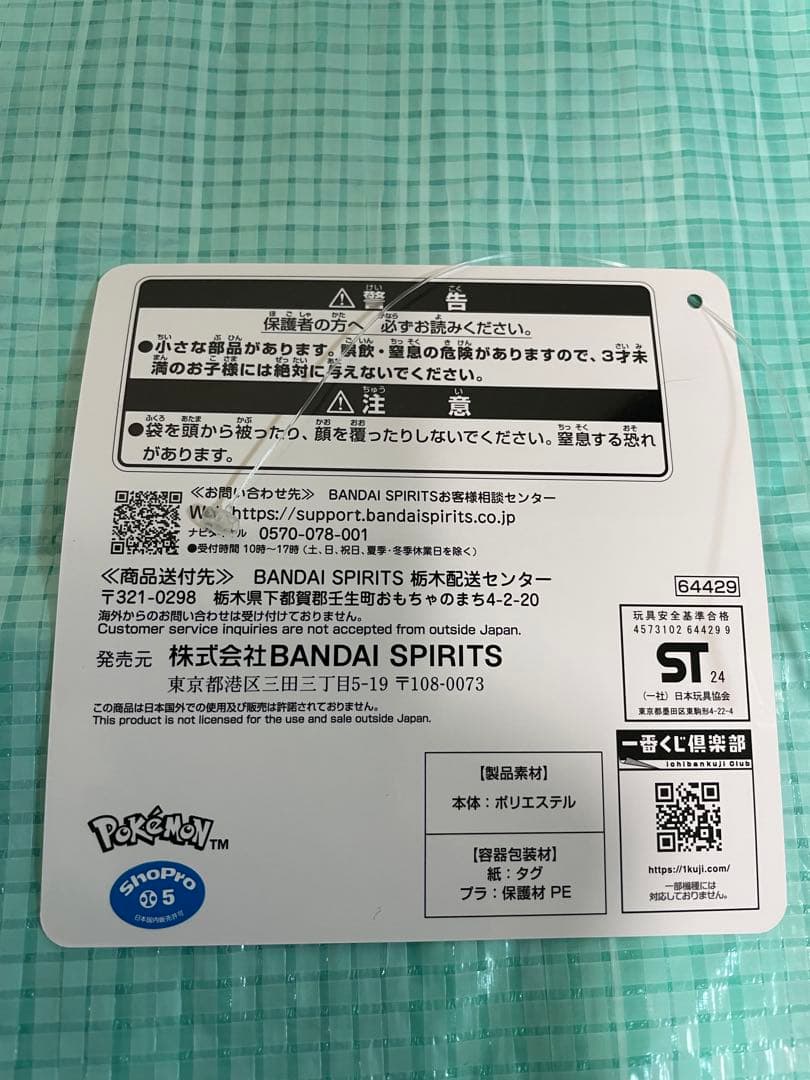 警告
保護者の方へ 必ずお読みください。
●小さな部品があります。誤飲・窒息の危険がありますので、3才未
満のお子様には絶対に与えないでください。
注意
●袋を頭から被ったり、顔を覆ったりしないでください。窒息する恐れ
があります。
≪お問い合わせ先≫ BANDAI SPIRITSお客様相談センター
https://support.bandaispirits.co.jp
0570-078-001
●受付時間 10時～17時(土、日、祝日、夏季・冬季休業日を除く)
≪商品送付先≫ BANDAI SPIRITS 栃木配送センター
〒321-0298 栃木県下都賀郡壬生町おもちゃのまち4-2-20
海外からのお問い合わせは受け付けておりません。
Customer service inquiries are not accepted from outside Japan.
発売元 株式会社BANDAI SPIRITS
東京都港区三田三丁目5-19 〒108-0073
この商品は日本国外での使用及び販売は許諾されておりません。
This product is not licensed for the use and sale outside Japan.
64429
玩具安全基準合格
4573102 64429 9
ST 24
(一社) 日本玩具協会
東京都墨田区東駒形4-22-4
一番くじ倶楽部
ichibankuji Club
https://1kuji.com/
一部機種には
対応しておりません。
【製品素材】
本体：ポリエステル
【容器包装材】
紙：タグ
プラ：保護材 PE
POKéMON TM
ShoPro
5
日本国内販売許可